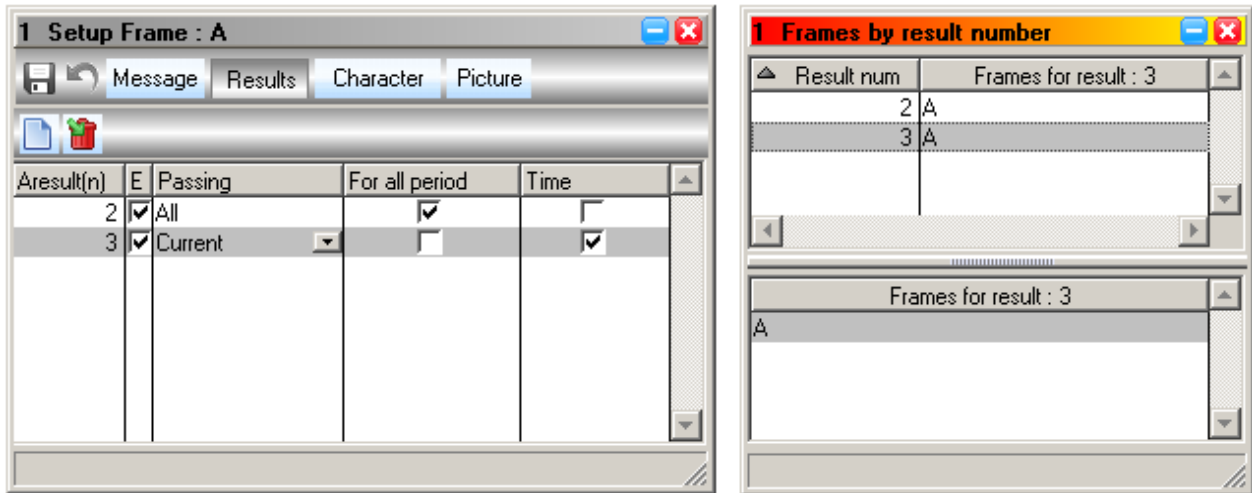 1 Setup Frame : A
Message Results Character Picture
Aresult(n) E Passing For all period Time
2 All
3 Current
1 Frames by result number
Result num Frames for result : 3
2 A
3 A
Frames for result : 3
A